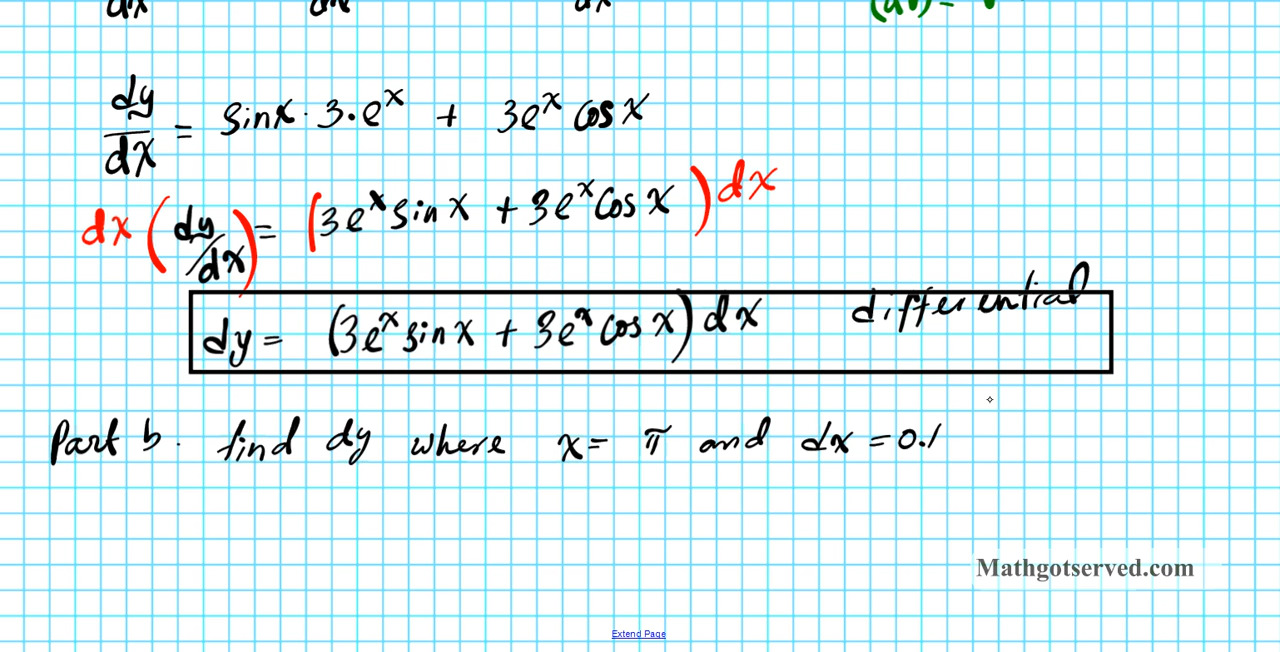 dy/dx = sinx · 3 · e^x + 3e^x cos x
dx (dy/dx) = (3e^x sin x + 3e^x cos x) dx
dy = (3e^x sin x + 3e^x cos x) dx differential
Part b. find dy where x = π and dx = 0.1
Mathgotserved.com
Extend Page